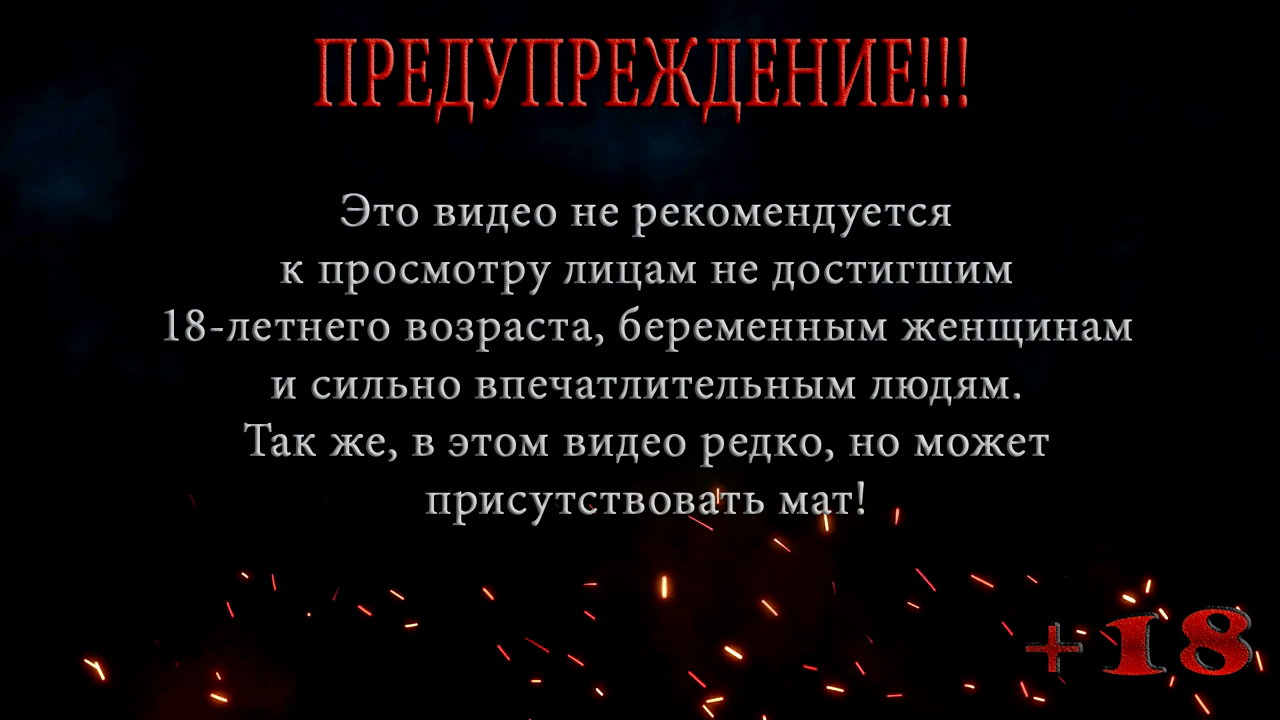 ПРЕДУПРЕЖДЕНИЕ!!!
Это видео не рекомендуется
к просмотру лицам не достигшим
18-летнего возраста, беременным женщинам
и сильно впечатлительным людям.
Так же, в этом видео редко, но может
присутствовать мат!
+18